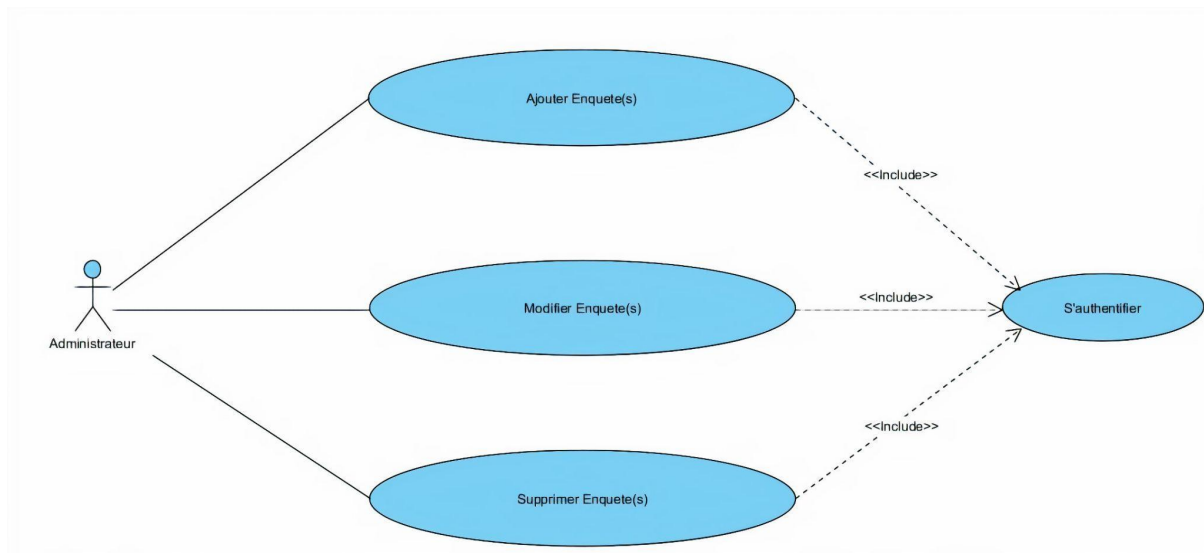 Ajouter Enquete(s)
<<Include>>
Administrateur
Modifier Enquete(s)
<<Include>>
S'authentifier
<<Include>>
Supprimer Enquete(s)